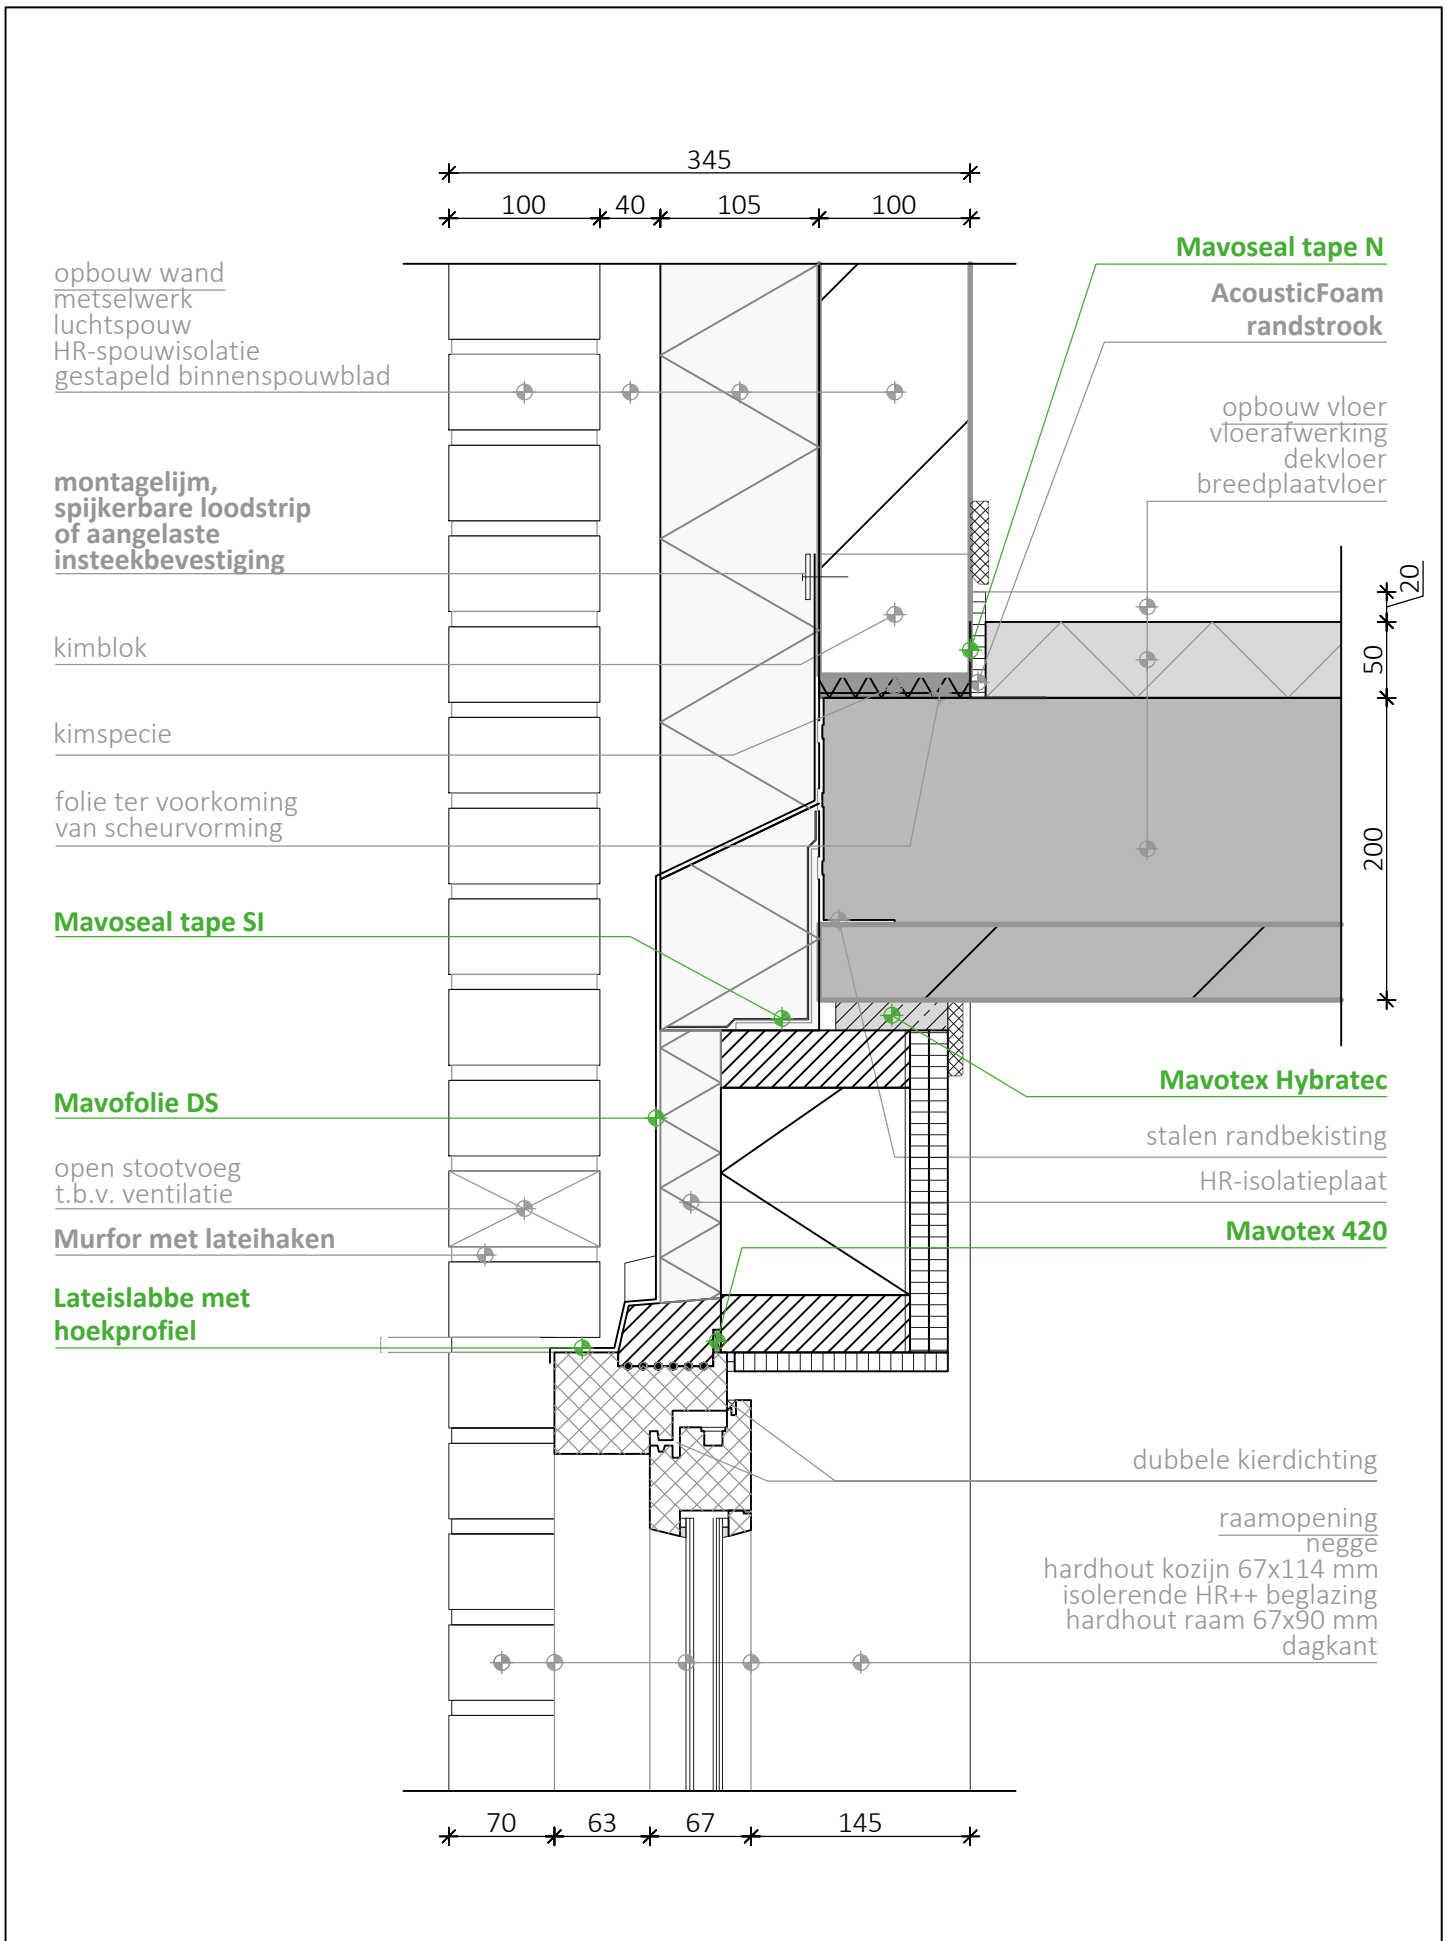 345
100
40
105
100
opbouw wand
metselwerk
luchtspouw
HR-spouwisolatie
gestapeld binnenspouwblad
montagelijm,
spijkerbare loodstrip
of aangelaste
insteekbevestiging
kimblok
kimspecie
folie ter voorkoming
van scheurvorming
Mavoseal tape SI
Mavofolie DS
open stootvoeg
t.b.v. ventilatie
Murfor met lateihaken
Lateislabbe met
hoekprofiel
Mavoseal tape N
AcousticFoam
randstrook
opbouw vloer
vloerafwerking
dekvloer
breedplaatvloer
20
50
200
Mavotex Hybratec
stalen randbekisting
HR-isolatieplaat
Mavotex 420
dubbele kierdichting
raamopening
negge
hardhout kozijn 67x114 mm
isolerende HR++ beglazing
hardhout raam 67x90 mm
dagkant
70
63
67
145